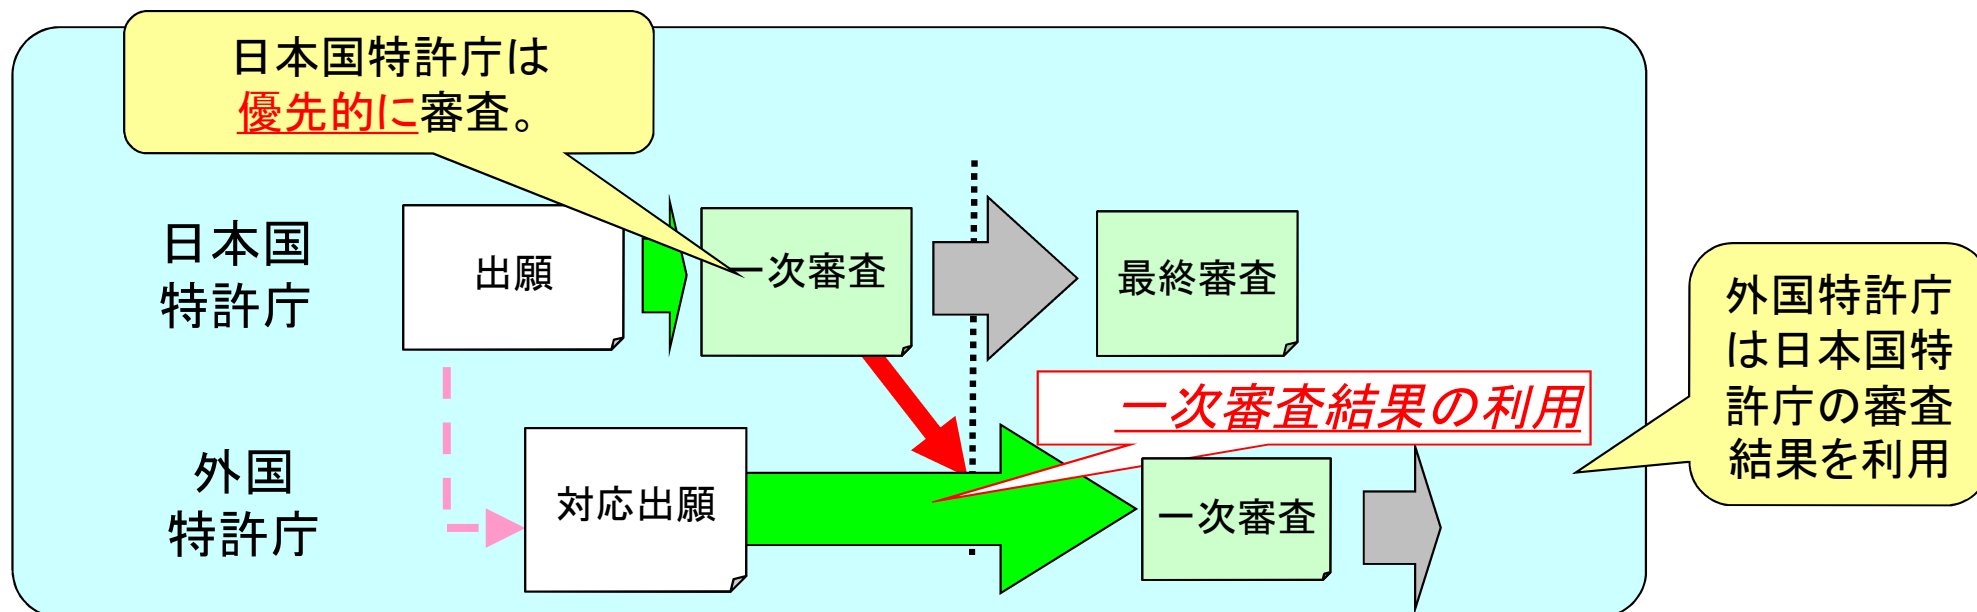 日本国特許庁は
優先的に審査。
日本国
特許庁
出願
一次審査
最終審査
外国特許庁
は日本国特
許庁の審査
結果を利用
一次審査結果の利用
外国
特許庁
対応出願
一次審査